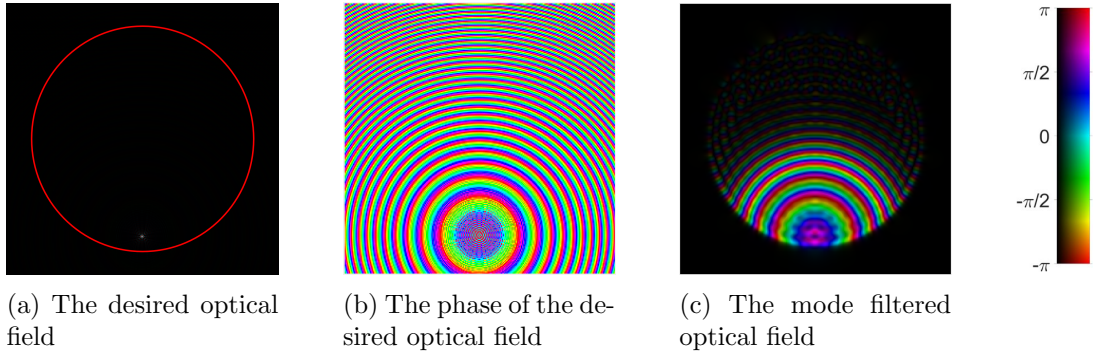 π
π/2
0
-π/2
-π
(a) The desired optical
field
(b) The phase of the de-
sired optical field
(c) The mode filtered
optical field